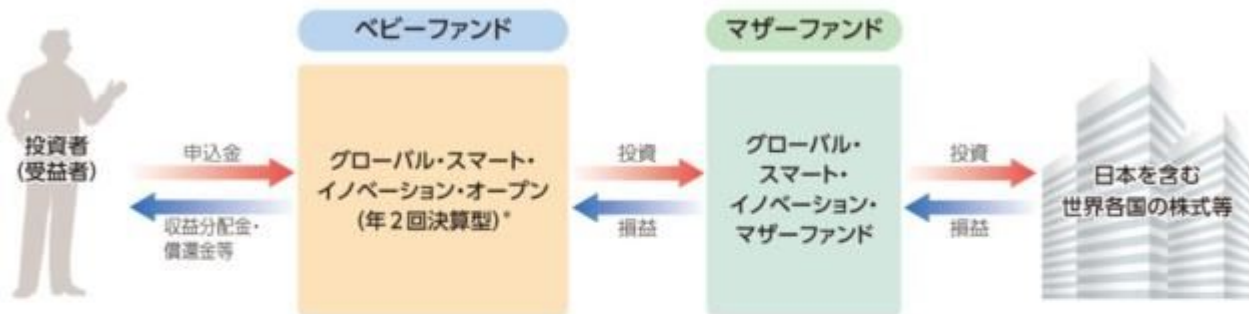 ベビーファンド
マザーファンド
投資者
(受益者)
申込金
収益分配金・
償還金等
グローバル・スマート・
イノベーション・オープン
(年2回決算型)*
投資
損益
グローバル・
スマート・
イノベーション・
マザーファンド
投資
損益
日本を含む
世界各国の株式等